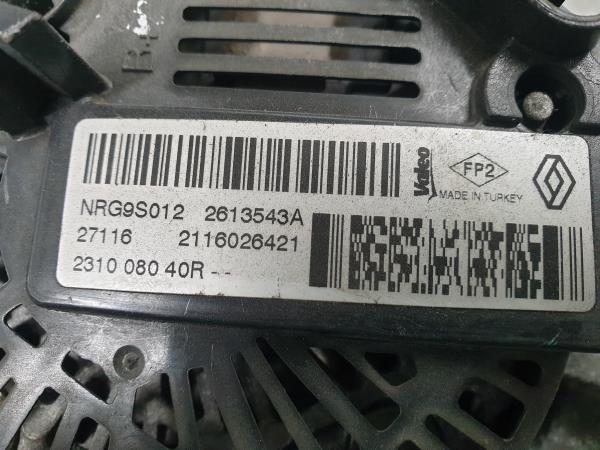 NRG9S012 2613543A
27116 2116026421
2310 080 40R - -
Valeo
FP2
MADE IN TURKEY